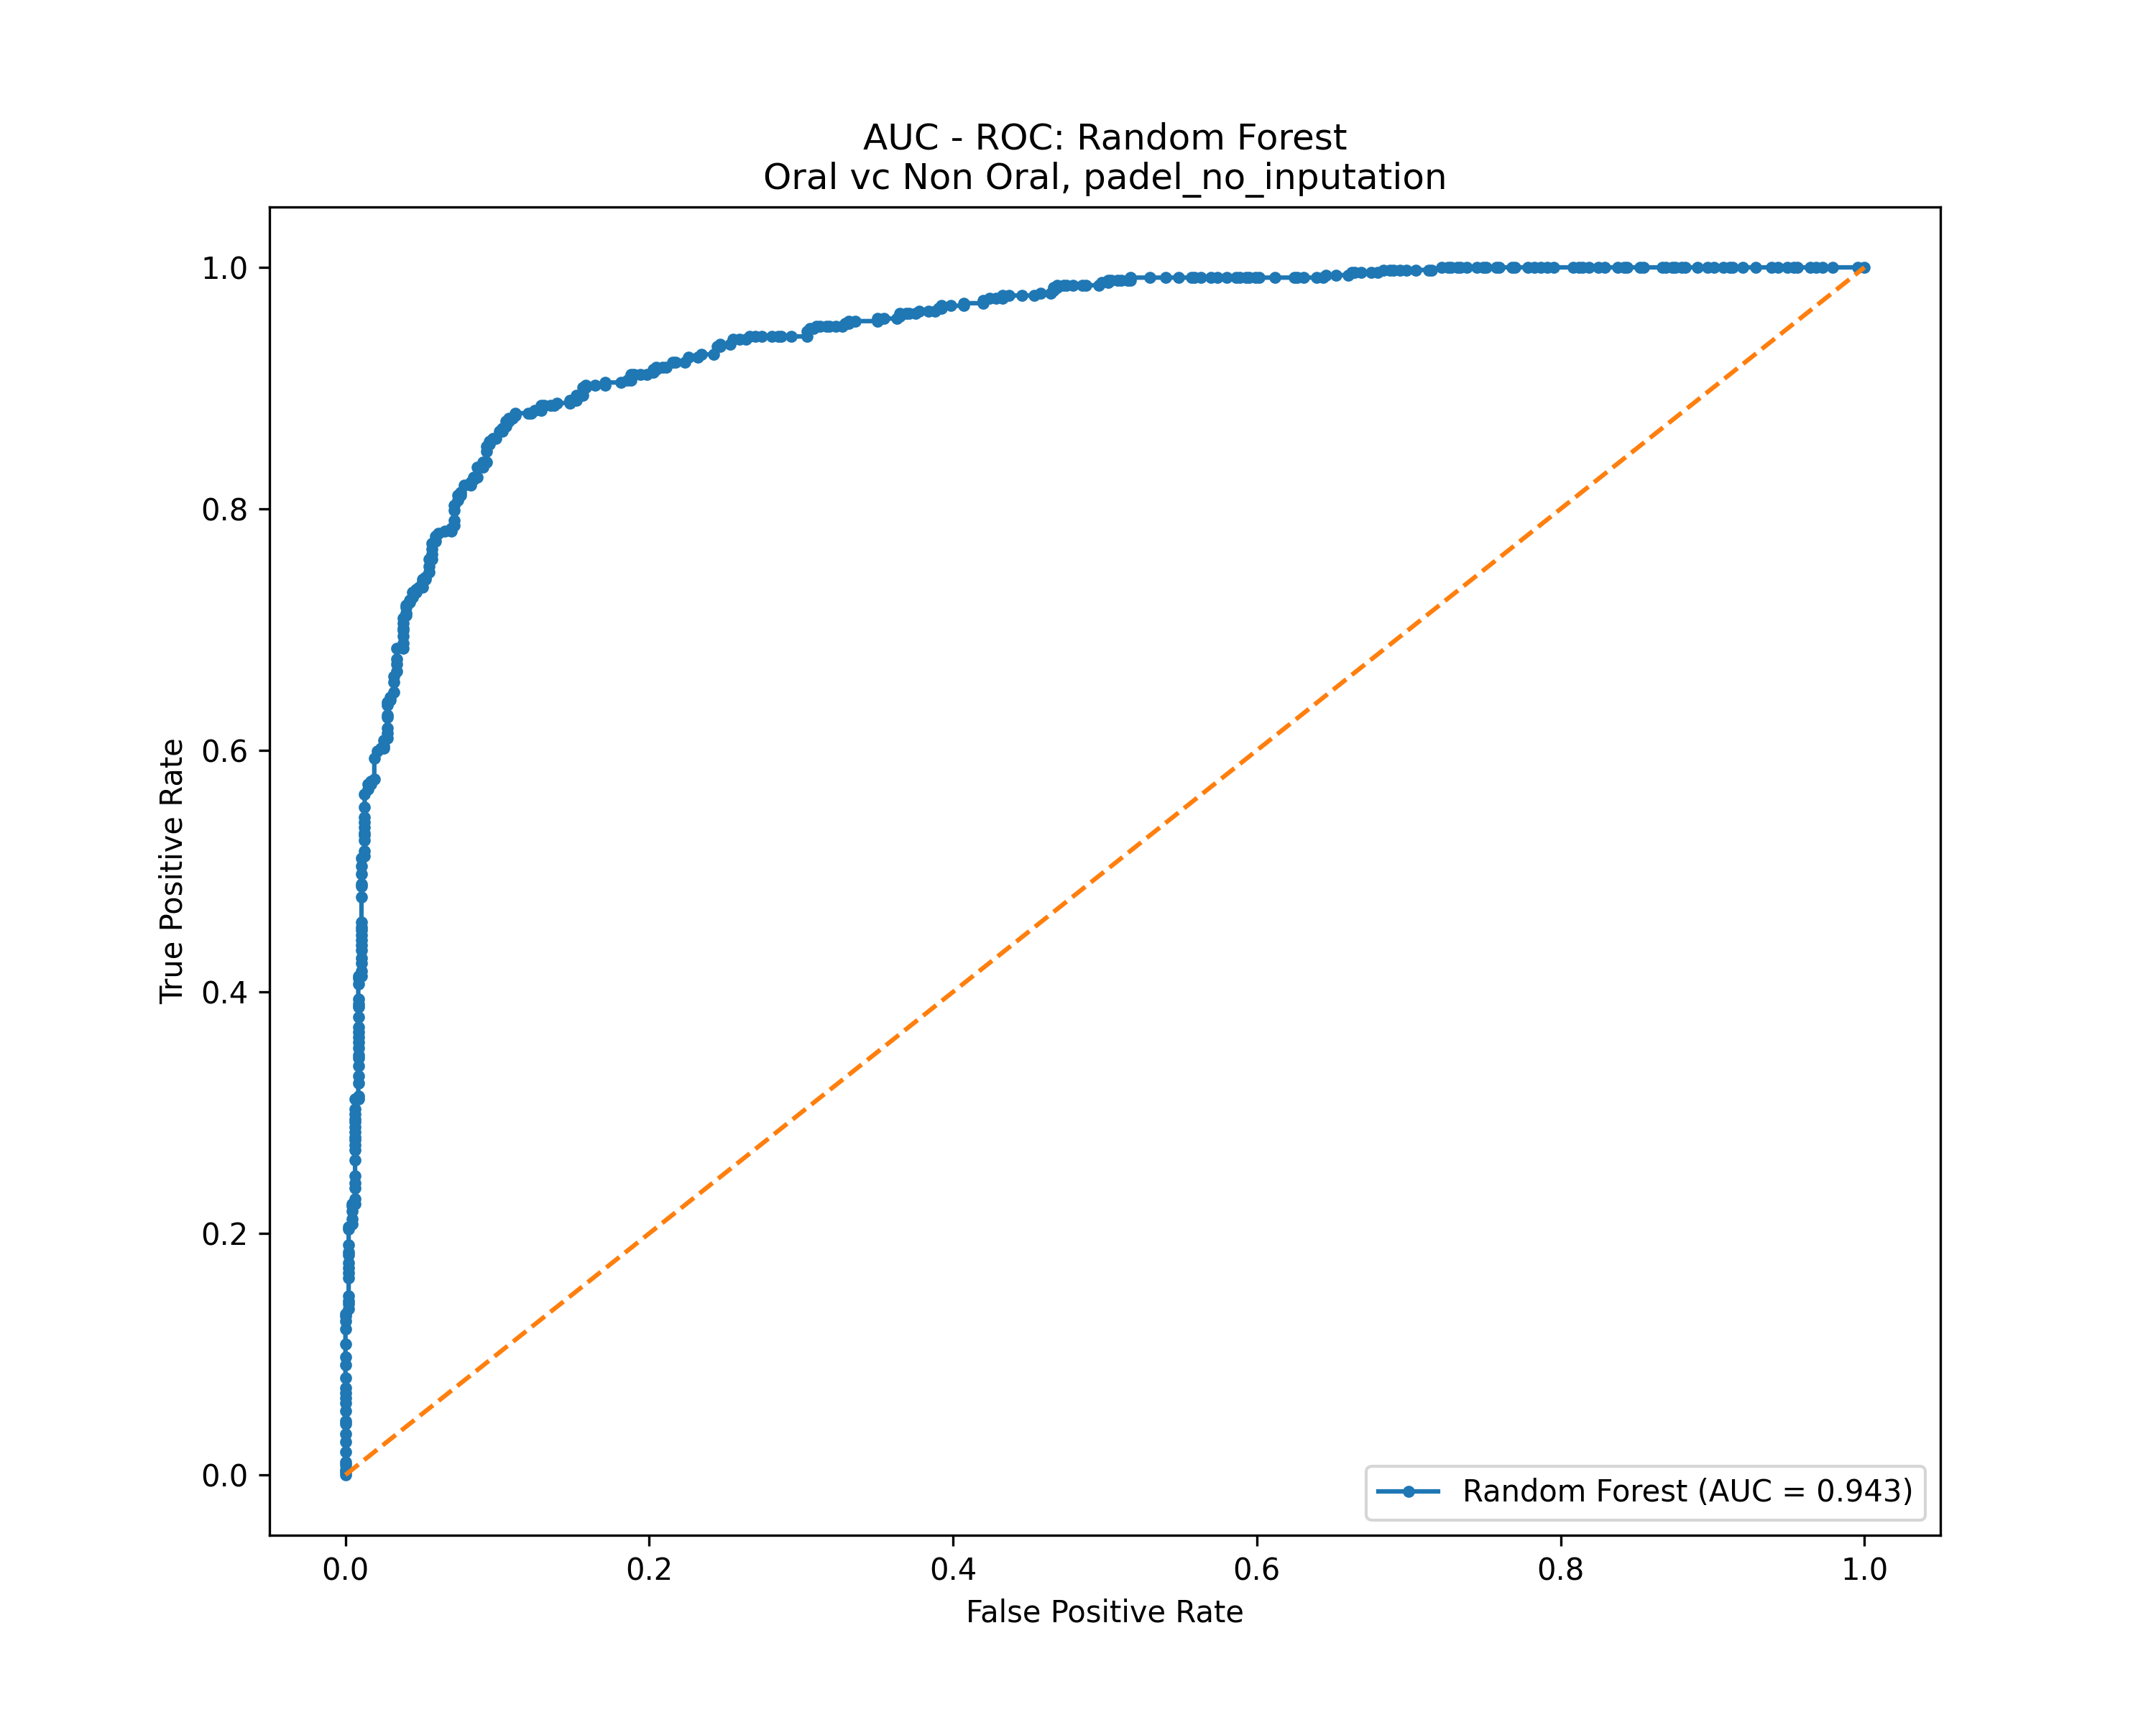 AUC - ROC: Random Forest
Oral vc Non Oral, padel_no_inputation
True Positive Rate
1.0
0.8
0.6
0.4
0.2
0.0
Random Forest (AUC = 0.943)
0.0 0.2 0.4 0.6 0.8 1.0
False Positive Rate